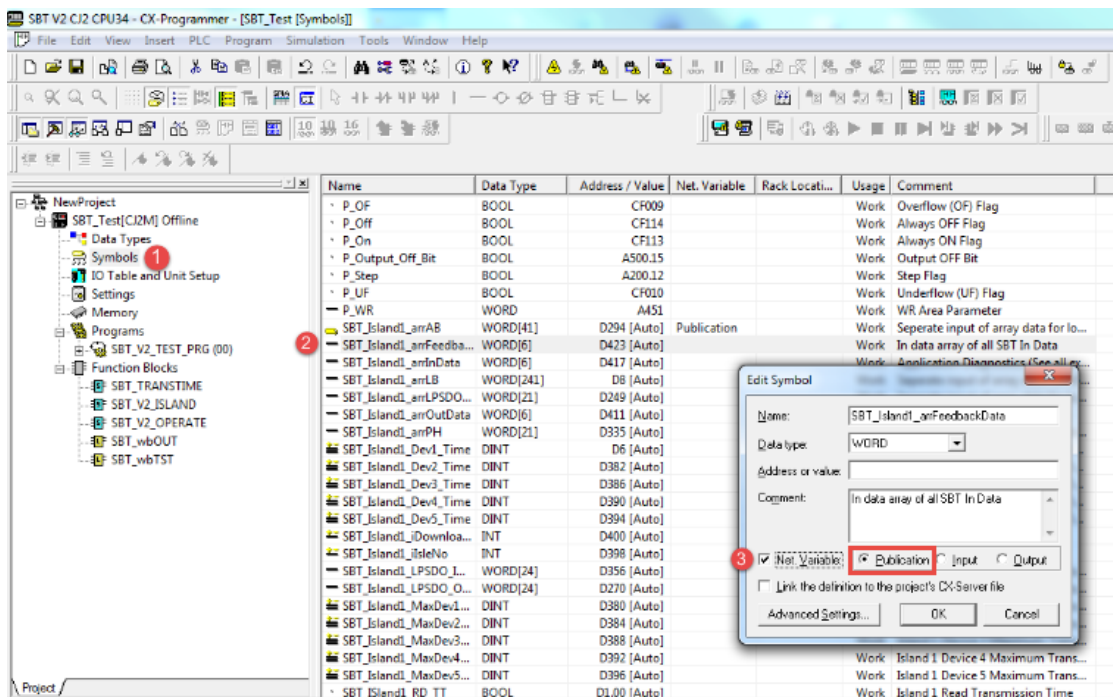 SBT V2 CJ2 CPU34 - CX-Programmer - [SBT_Test [Symbols]]
File Edit View Insert PLC Program Simulation Tools Window Help
NewProject
SBT_Test[CJ2M] Offline
Data Types
Symbols 1
IO Table and Unit Setup
Settings
Memory
Programs
SBT_V2_TEST_PRG (00)
Function Blocks
SBT_TRANSTIME
SBT_V2_ISLAND
SBT_V2_OPERATE
SBT_wbOUT
SBT_wbTST
Project
Name Data Type Address / Value Net. Variable Rack Locati... Usage Comment
P_OF BOOL CF009 Work Overflow (OF) Flag
P_Off BOOL CF114 Work Always OFF Flag
P_On BOOL CF113 Work Always ON Flag
P_Output_Off_Bit BOOL A500.15 Work Output OFF Bit
P_Step BOOL A200.12 Work Step Flag
P_UF BOOL CF010 Work Underflow (UF) Flag
P_WR WORD A451 Work WR Area Parameter
SBT_Island1_arrAB WORD[41] D294 [Auto] Publication Work Seperate input of array data for lo...
2 SBT_Island1_arrFeedba... WORD[6] D423 [Auto] Work In data array of all SBT In Data
SBT_Island1_arrInData WORD[6] D417 [Auto] Work Application Diagnostics (See all ex...
SBT_Island1_arrLB WORD[241] D8 [Auto]
SBT_Island1_arrLPSDO... WORD[21] D249 [Auto]
SBT_Island1_arrOutData WORD[6] D411 [Auto]
SBT_Island1_arrPH WORD[21] D335 [Auto]
SBT_Island1_Dev1_Time DINT D6 [Auto]
SBT_Island1_Dev2_Time DINT D382 [Auto]
SBT_Island1_Dev3_Time DINT D386 [Auto]
SBT_Island1_Dev4_Time DINT D390 [Auto]
SBT_Island1_Dev5_Time DINT D394 [Auto]
SBT_Island1_iDownloa... INT D400 [Auto]
SBT_Island1_iIsleNo INT D398 [Auto]
SBT_Island1_LPSDO_I... WORD[24] D356 [Auto]
SBT_Island1_LPSDO_O... WORD[24] D270 [Auto]
SBT_Island1_MaxDev1... DINT D380 [Auto]
SBT_Island1_MaxDev2... DINT D384 [Auto]
SBT_Island1_MaxDev3... DINT D388 [Auto]
SBT_Island1_MaxDev4... DINT D392 [Auto] Work Island 1 Device 4 Maximum Trans...
SBT_Island1_MaxDev5... DINT D396 [Auto] Work Island 1 Device 5 Maximum Trans...
SBT_ISland1_RD_TT BOOL D1.00 [Auto] Work Island 1 Read Transmission Time
Edit Symbol
Name: SBT_Island1_arrFeedbackData
Data type: WORD
Address or value:
Comment: In data array of all SBT In Data
3 Net. Variable: Publication Input Output
Link the definition to the project's CX-Server file
Advanced Settings... OK Cancel